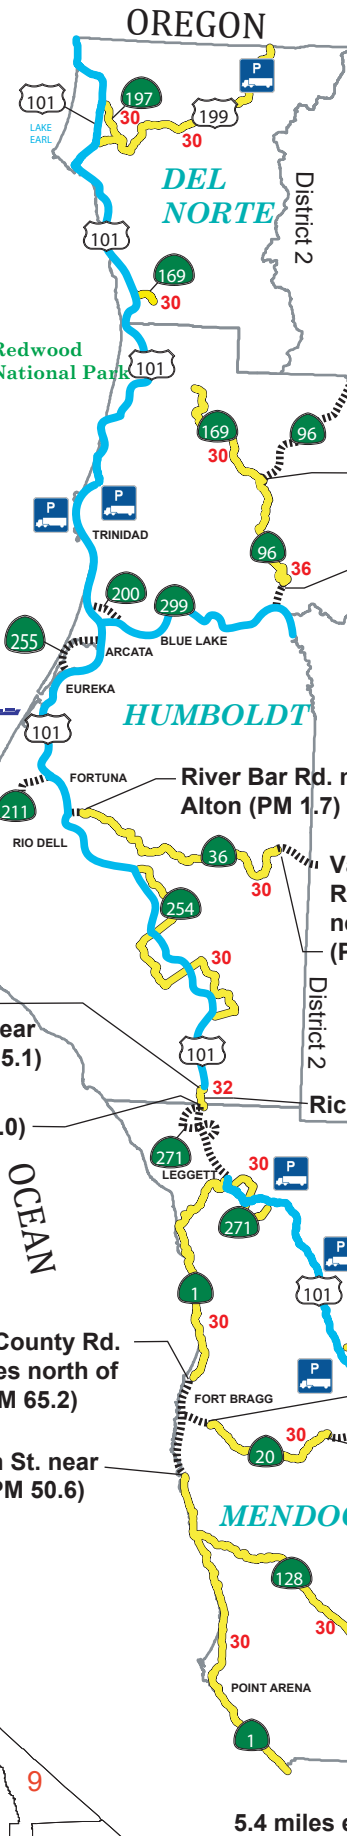 OREGON
P
101
197
199
30
30
LAKE
EARL
DEL
NORTE
District 2
101
169
30
Redwood
National Park
101
169
96
30
P
P
TRINIDAD
96
36
200
299
255
ARCATA
BLUE LAKE
EUREKA
HUMBOLDT
101
FORTUNA
River Bar Rd.
Alton (PM 1.7)
211
RIO DELL
36
30
254
30
District 2
101
5.1)
32
Ric
.0)
271
LEGGETT
30
P
271
OCEAN
P
1
101
30
County Rd.
es north of
M 65.2)
P
FORT BRAGG
30
20
n St. near
PM 50.6)
MENDOC
128
30
30
POINT ARENA
1
9
5.4 miles e